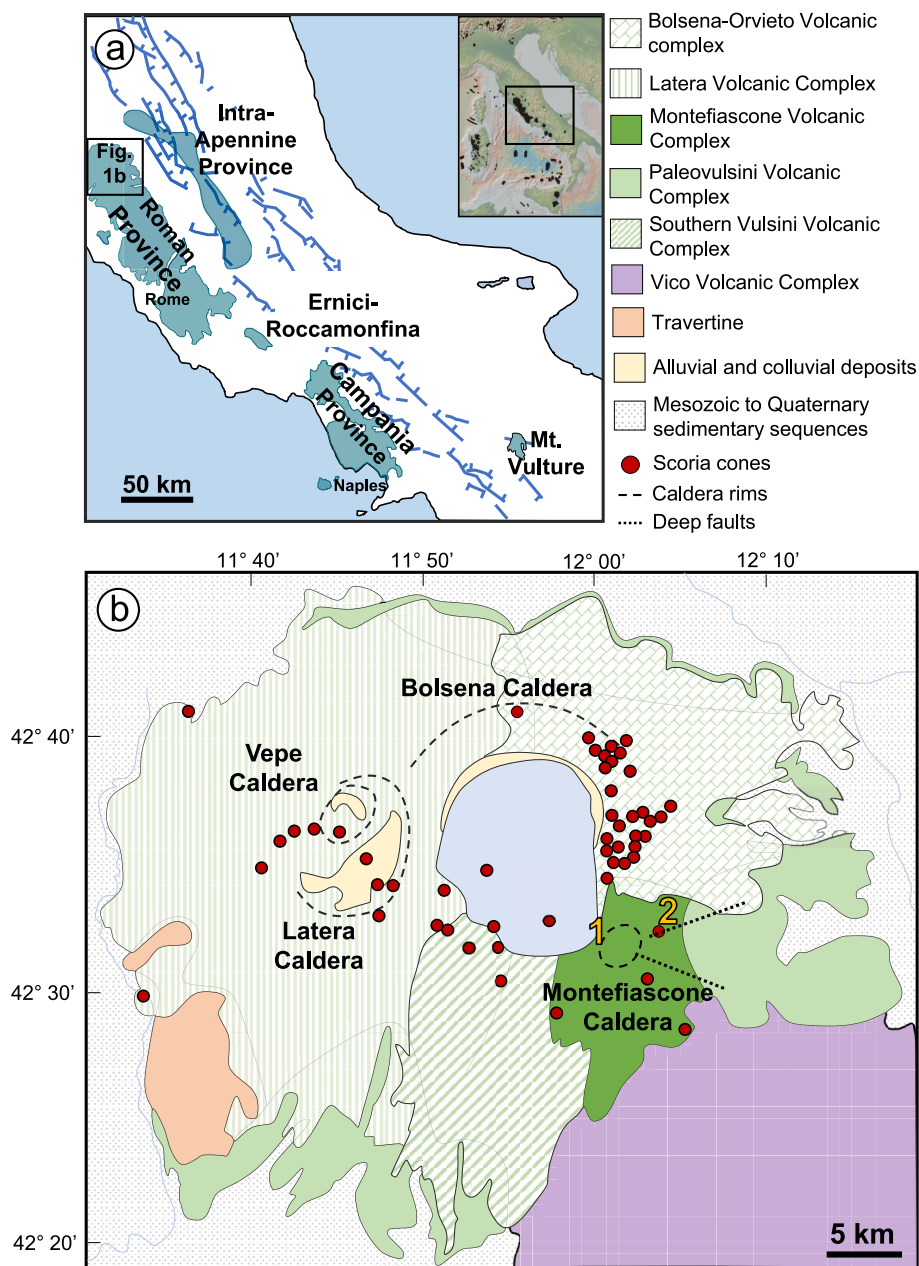 a
Intra-
Apennine
Province
Fig.
1b
Roman
Province
Rome
Ernici-
Roccamonfina
Campania
Province
Mt.
Vulture
Naples
50 km
Bolsena-Orvieto Volcanic
complex
Latera Volcanic Complex
Montefiascone Volcanic
Complex
Paleovulsini Volcanic
Complex
Southern Vulsini Volcanic
Complex
Vico Volcanic Complex
Travertine
Alluvial and colluvial deposits
Mesozoic to Quaternary
sedimentary sequences
Scoria cones
Caldera rims
Deep faults
11° 40'
11° 50'
12° 00'
12° 10'
b
Bolsena Caldera
42° 40'
Vepe
Caldera
Latera
Caldera
1
2
42° 30'
Montefiascone
Caldera
42° 20'
5 km